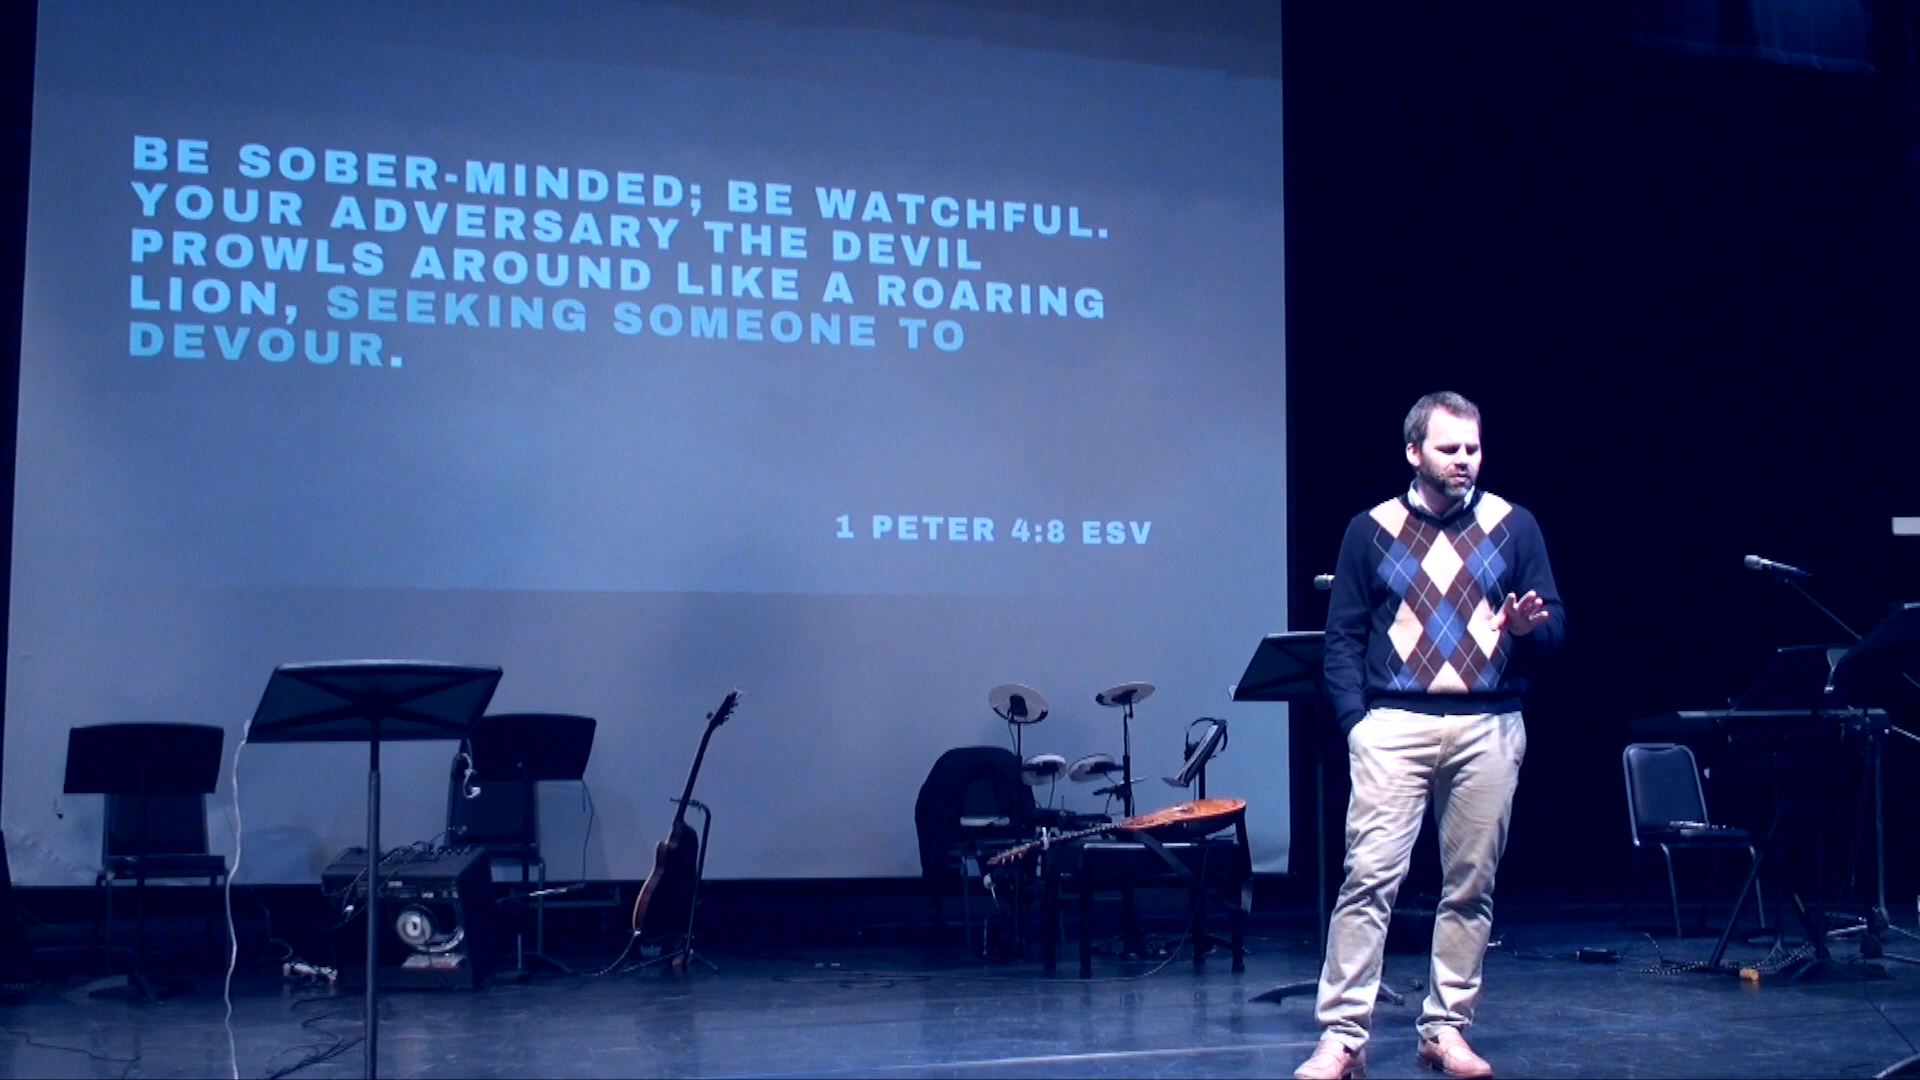 BE SOBER-MINDED; BE WATCHFUL.
YOUR ADVERSARY THE DEVIL
PROWLS AROUND LIKE A ROARING
LION, SEEKING SOMEONE TO
DEVOUR.
1 PETER 4:8 ESV